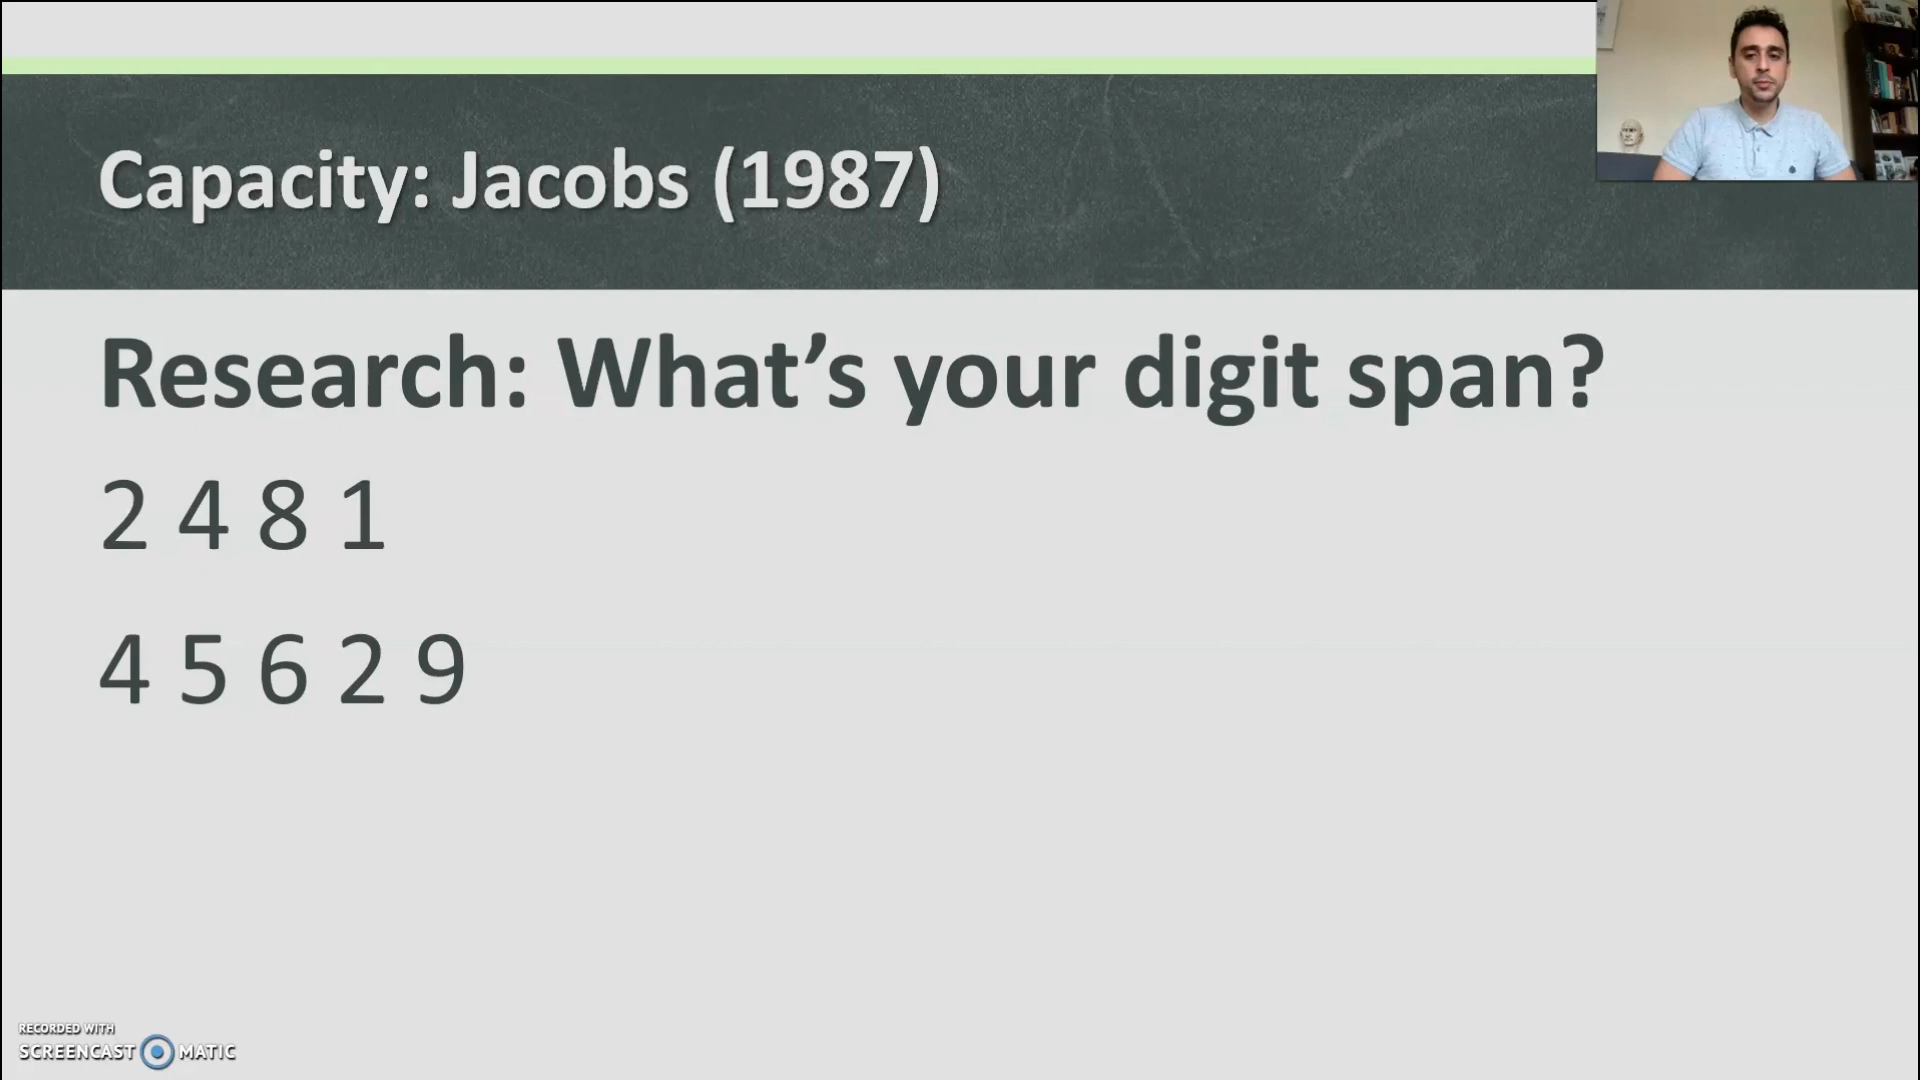 Capacity: Jacobs (1987)
Research: What’s your digit span?
2 4 8 1
4 5 6 2 9
RECORDED WITH
SCREENCAST MATIC